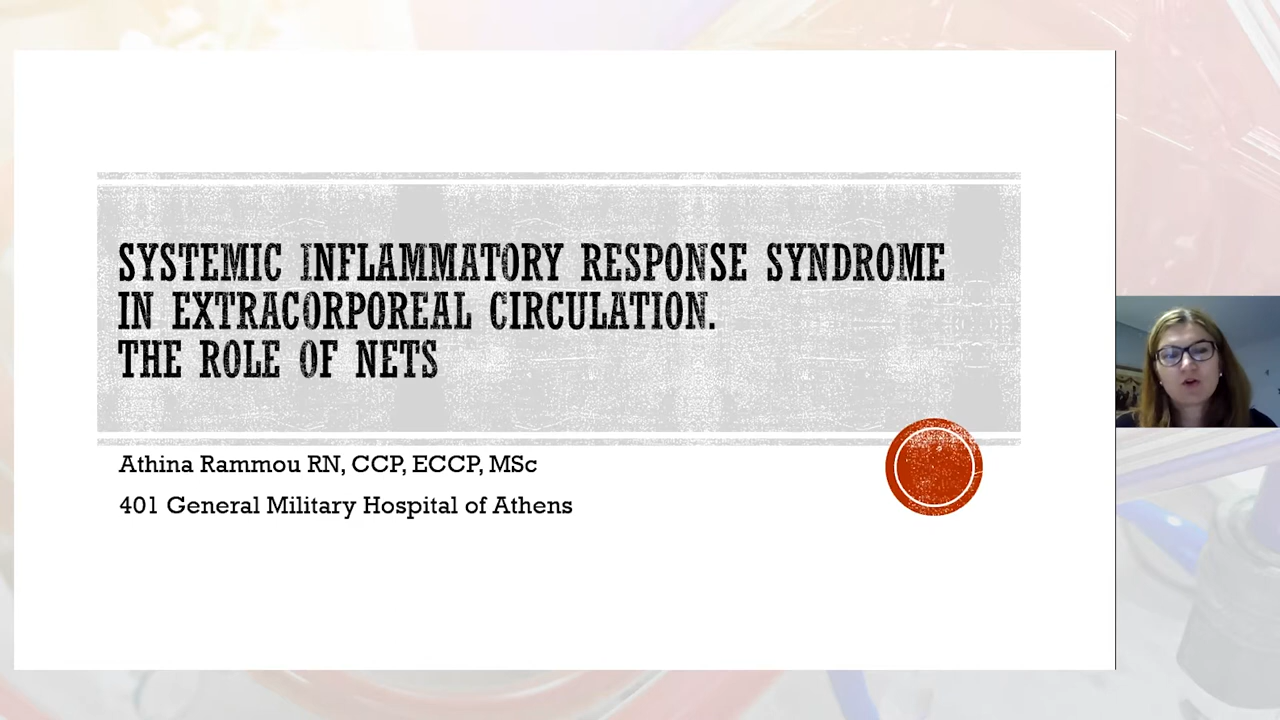 SYSTEMIC INFLAMMATORY RESPONSE SYNDROME
IN EXTRACORPOREAL CIRCULATION.
THE ROLE OF NETS
Athina Rammou RN, CCP, ECCP, MSc
401 General Military Hospital of Athens